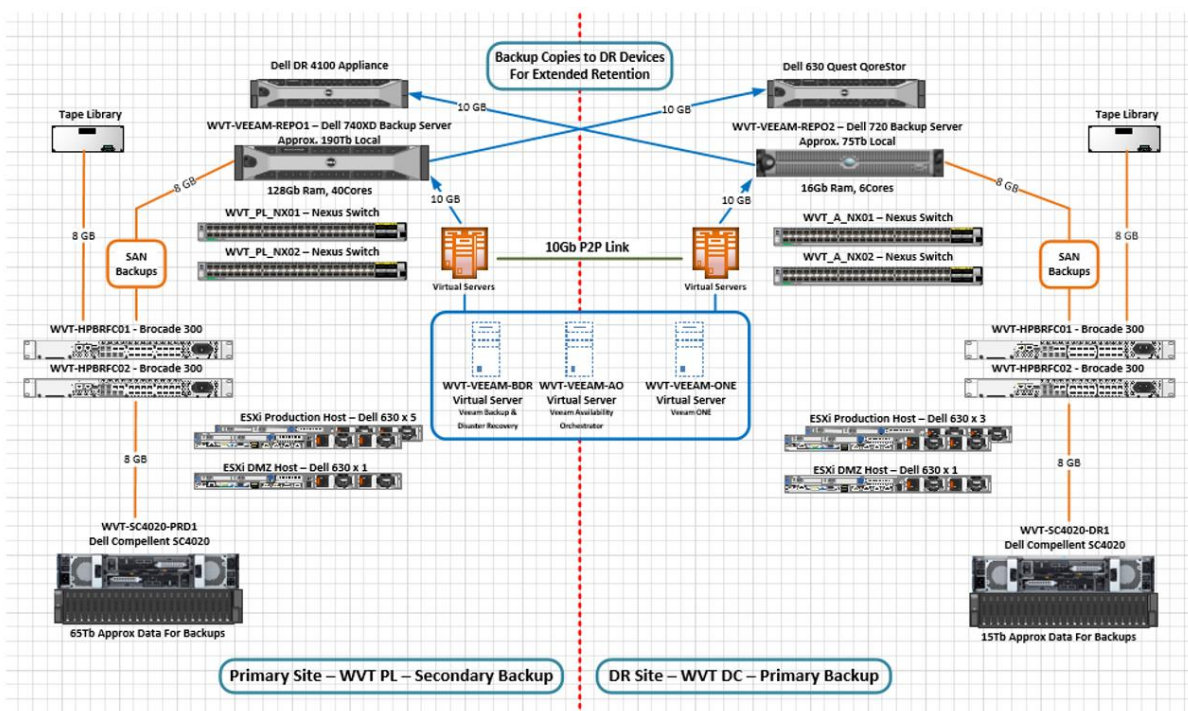 Backup Copies to DR Devices
For Extended Retention
Dell DR 4100 Appliance
Dell 630 Quest QoreStor
10 GB
10 GB
Tape Library
Tape Library
WVT-VEEAM-REPO1 – Dell 740XD Backup Server
Approx. 190Tb Local
WVT-VEEAM-REPO2 – Dell 720 Backup Server
Approx. 75Tb Local
8 GB
8 GB
128Gb Ram, 40Cores
16Gb Ram, 6Cores
10 GB
10 GB
8 GB
8 GB
WVT_PL_NX01 – Nexus Switch
WVT_A_NX01 – Nexus Switch
WVT_PL_NX02 – Nexus Switch
WVT_A_NX02 – Nexus Switch
SAN
Backups
SAN
Backups
10Gb P2P Link
Virtual Servers
Virtual Servers
WVT-HPBRFC01 - Brocade 300
WVT-HPBRFC01 - Brocade 300
WVT-HPBRFC02 - Brocade 300
WVT-HPBRFC02 - Brocade 300
WVT-VEEAM-BDR
Virtual Server
Veeam Backup &
Disaster Recovery
WVT-VEEAM-AO
Virtual Server
Veeam Availability
Orchestrator
WVT-VEEAM-ONE
Virtual Server
Veeam ONE
ESXi Production Host – Dell 630 x 5
ESXi Production Host – Dell 630 x 3
8 GB
8 GB
ESXi DMZ Host – Dell 630 x 1
ESXi DMZ Host – Dell 630 x 1
WVT-SC4020-PRD1
Dell Compellent SC4020
WVT-SC4020-DR1
Dell Compellent SC4020
65Tb Approx Data For Backups
15Tb Approx Data For Backups
Primary Site – WVT PL – Secondary Backup
DR Site – WVT DC – Primary Backup